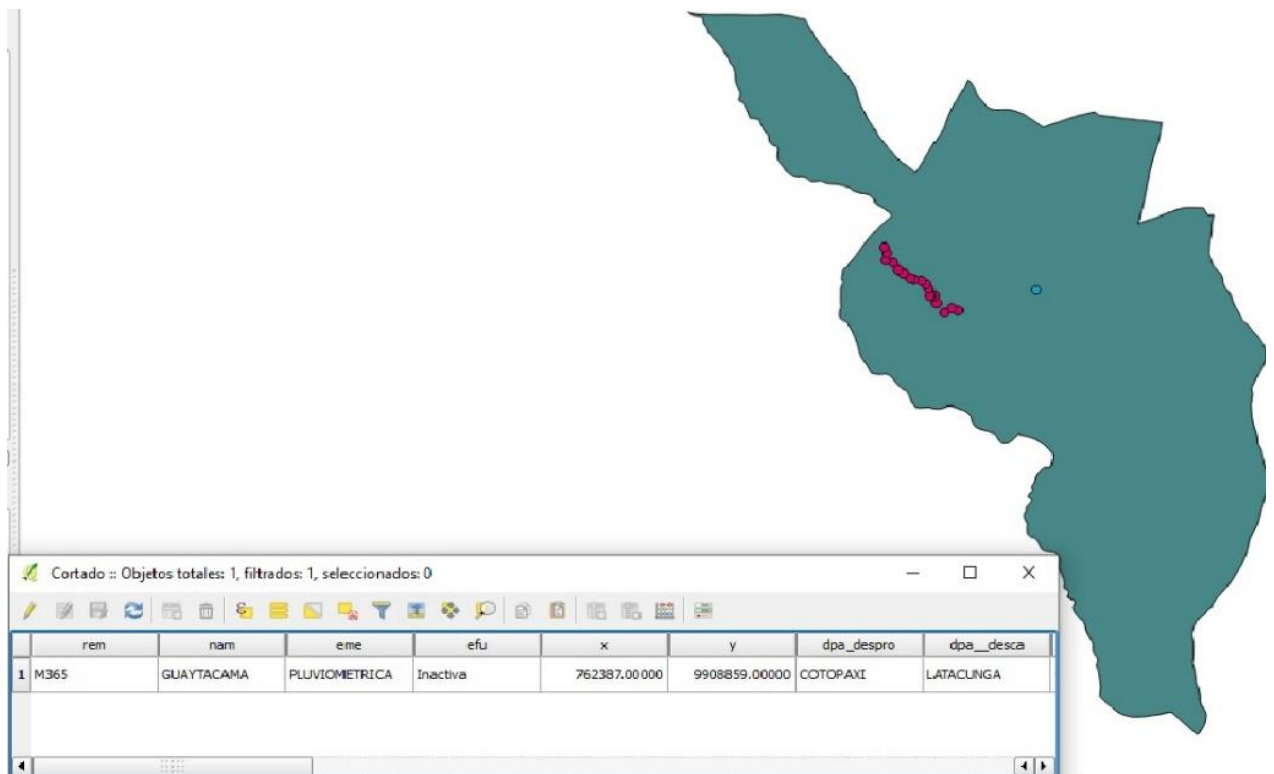 Cortado :: Objetos totales: 1, filtrados: 1, seleccionados: 0
rem nam eme efu x y dpa_despro dpa__desca
1 M365 GUAYTACAMA PLUVIOMETRICA Inactiva 762387.00000 9908859.00000 COTOPAXI LATACUNGA